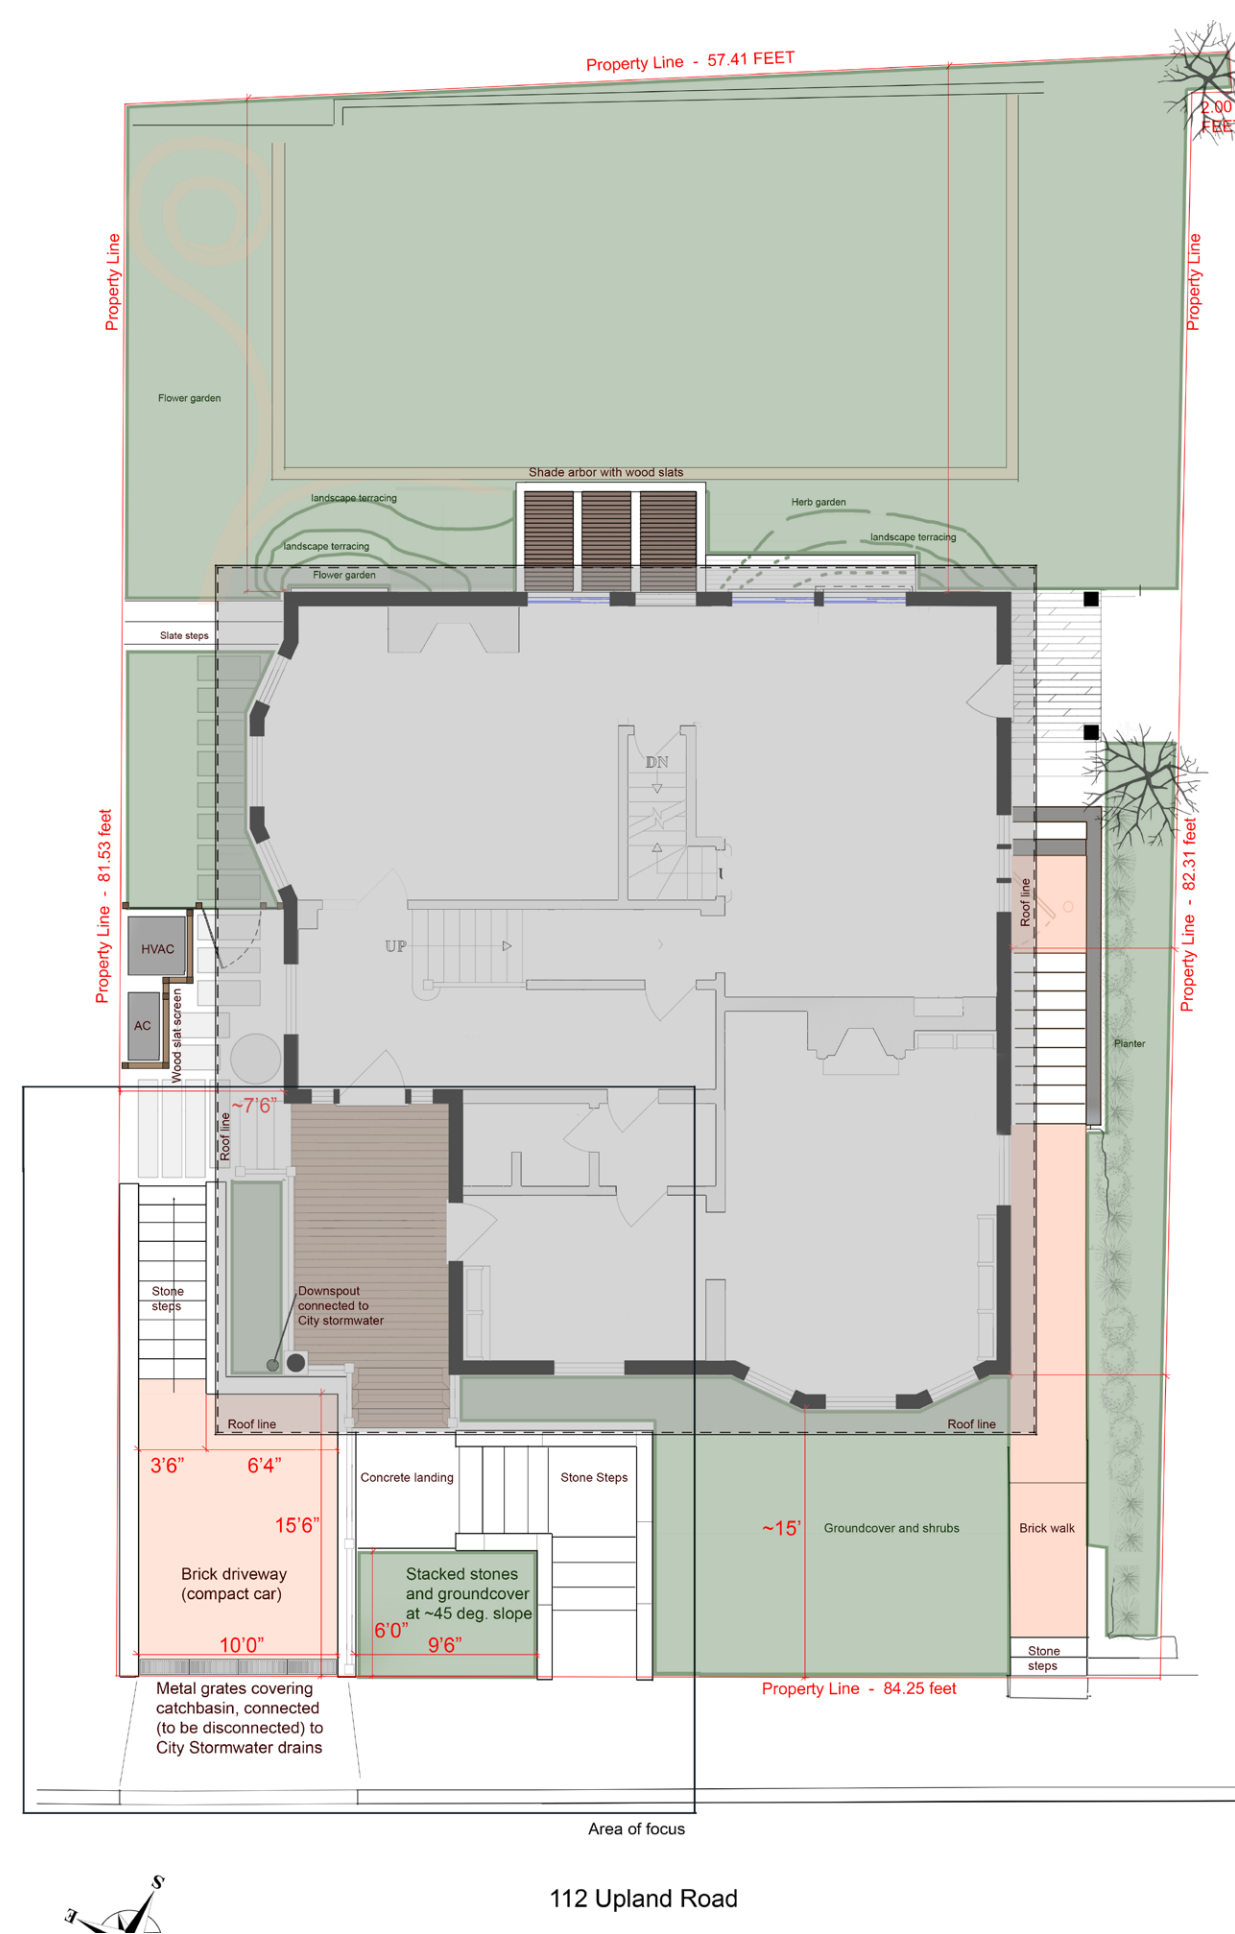 Property Line - 57.41 FEET
2.00
FEET
Property Line
Property Line
Flower garden
Shade arbor with wood slats
landscape terracing
Herb garden
landscape terracing
landscape terracing
Flower garden
Slate steps
DN
Property Line - 81.53 feet
Property Line - 82.31 feet
Roof line
UP
HVAC
AC
Wood slat screen
Planter
~7'6"
Roof line
Stone
steps
Downspout
connected to
City stormwater
Roof line
Roof line
3'6"
6'4"
Concrete landing
Stone Steps
15'6"
~15'
Groundcover and shrubs
Brick walk
Brick driveway
(compact car)
Stacked stones
and groundcover
at ~45 deg. slope
6'0"
9'6"
10'0"
Stone
steps
Metal grates covering
catchbasin, connected
(to be disconnected) to
City Stormwater drains
Property Line - 84.25 feet
Area of focus
112 Upland Road
S
E